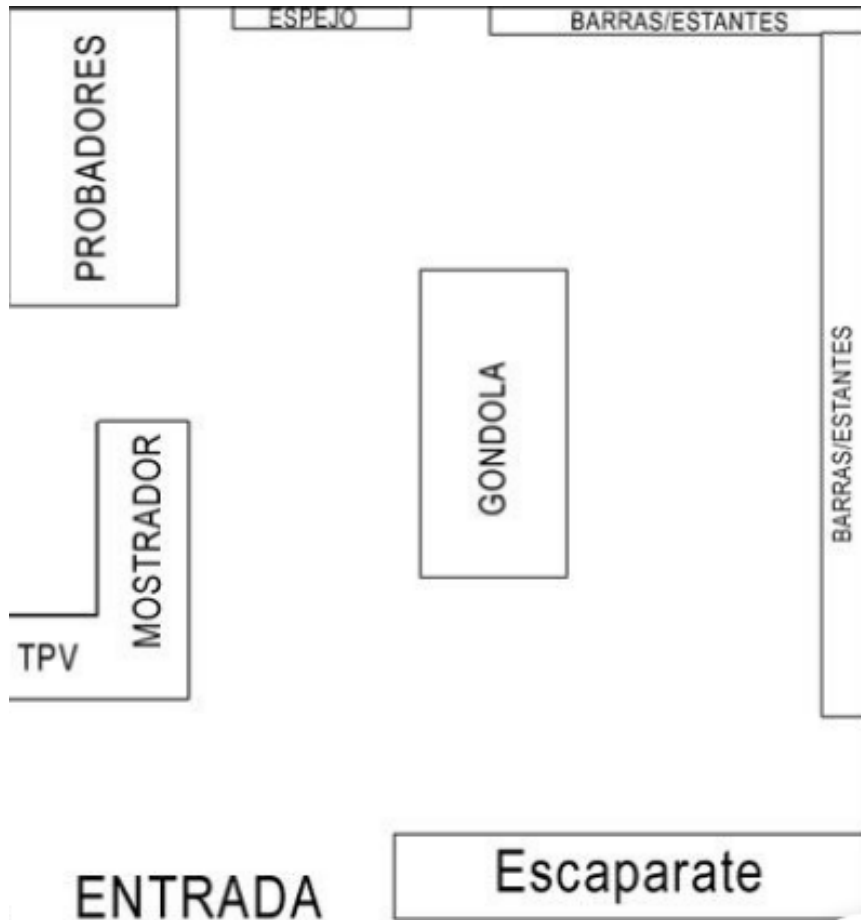 ESPEJO
BARRAS/ESTANTES
PROBADORES
GONDOLA
BARRAS/ESTANTES
MOSTRADOR
TPV
Escaparate
ENTRADA